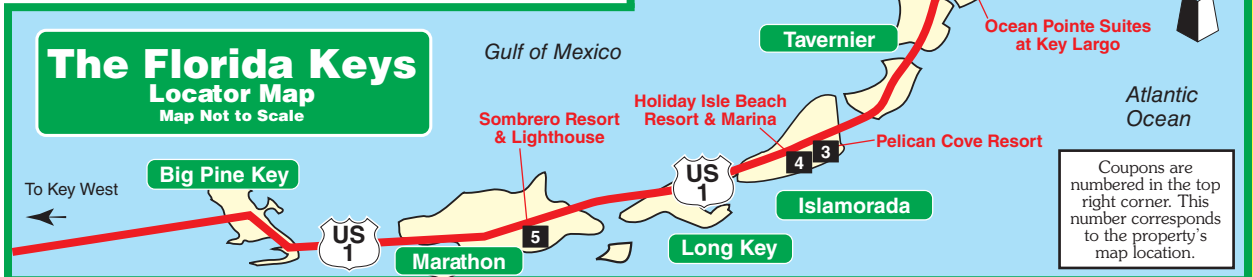 The Florida Keys
Locator Map
Map Not to Scale
Gulf of Mexico
Tavernier
Ocean Pointe Suites
at Key Largo
Atlantic
Ocean
Sombrero Resort
& Lighthouse
Holiday Isle Beach
Resort & Marina
Pelican Cove Resort
3
4
To Key West
Big Pine Key
US
1
Islamorada
5
US
1
Marathon
Long Key
Coupons are
numbered in the top
right corner. This
number corresponds
to the property's
map location.